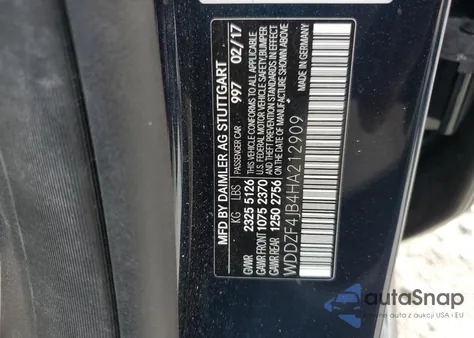 MFD BY DAIMLER AG STUTTGART
PASSENGER CAR 997 02/17
KG LBS
GVWR 2325 5126 THIS VEHICLE CONFORMS TO ALL APPLICABLE
GAWR FRONT 1075 2370 FEDERAL MOTOR VEHICLE SAFETY, BUMPER
GAWR REAR 1250 2756 AND THEFT PREVENTION STANDARDS IN EFFECT
ON THE DATE OF MANUFACTURE SHOWN ABOVE
WDDZF4JB4HA212909 MADE IN GERMANY
autoSnap